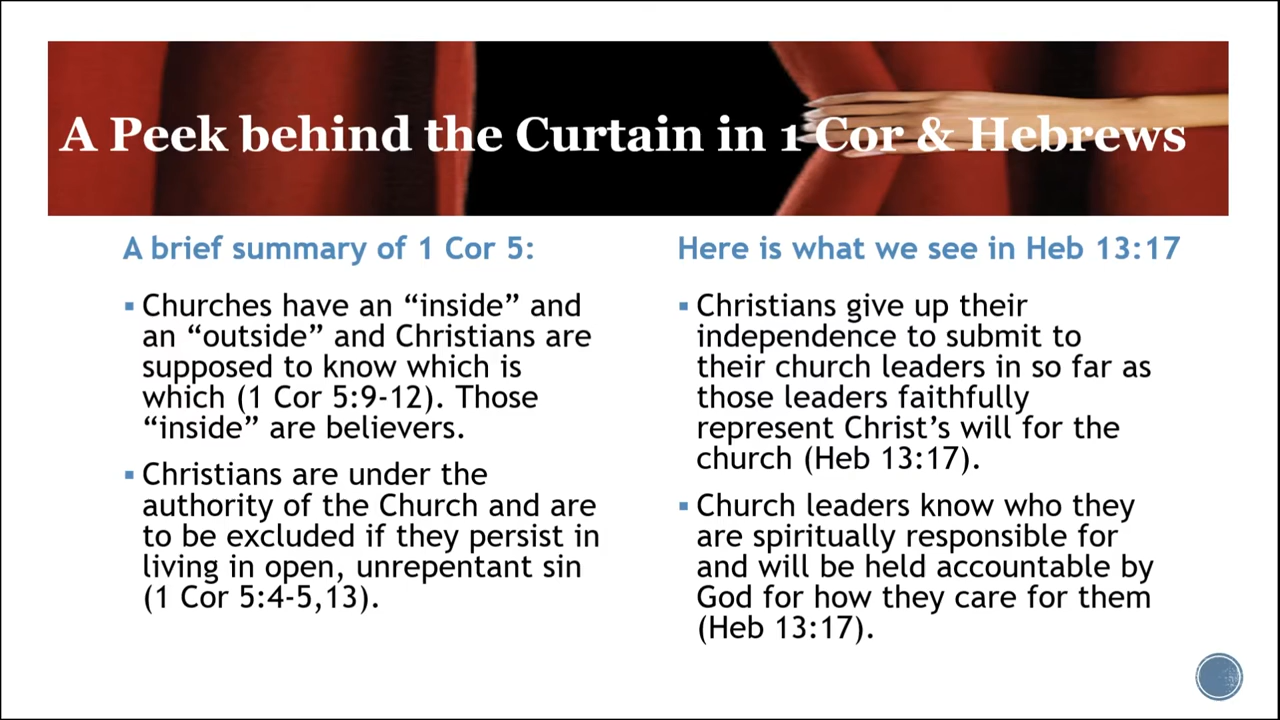 A Peek behind the Curtain in 1 Cor & Hebrews
A brief summary of 1 Cor 5:
▪ Churches have an “inside” and
an “outside” and Christians are
supposed to know which is
which (1 Cor 5:9-12). Those
“inside” are believers.
▪ Christians are under the
authority of the Church and are
to be excluded if they persist in
living in open, unrepentant sin
(1 Cor 5:4-5,13).
Here is what we see in Heb 13:17
▪ Christians give up their
independence to submit to
their church leaders in so far as
those leaders faithfully
represent Christ’s will for the
church (Heb 13:17).
▪ Church leaders know who they
are spiritually responsible for
and will be held accountable by
God for how they care for them
(Heb 13:17).